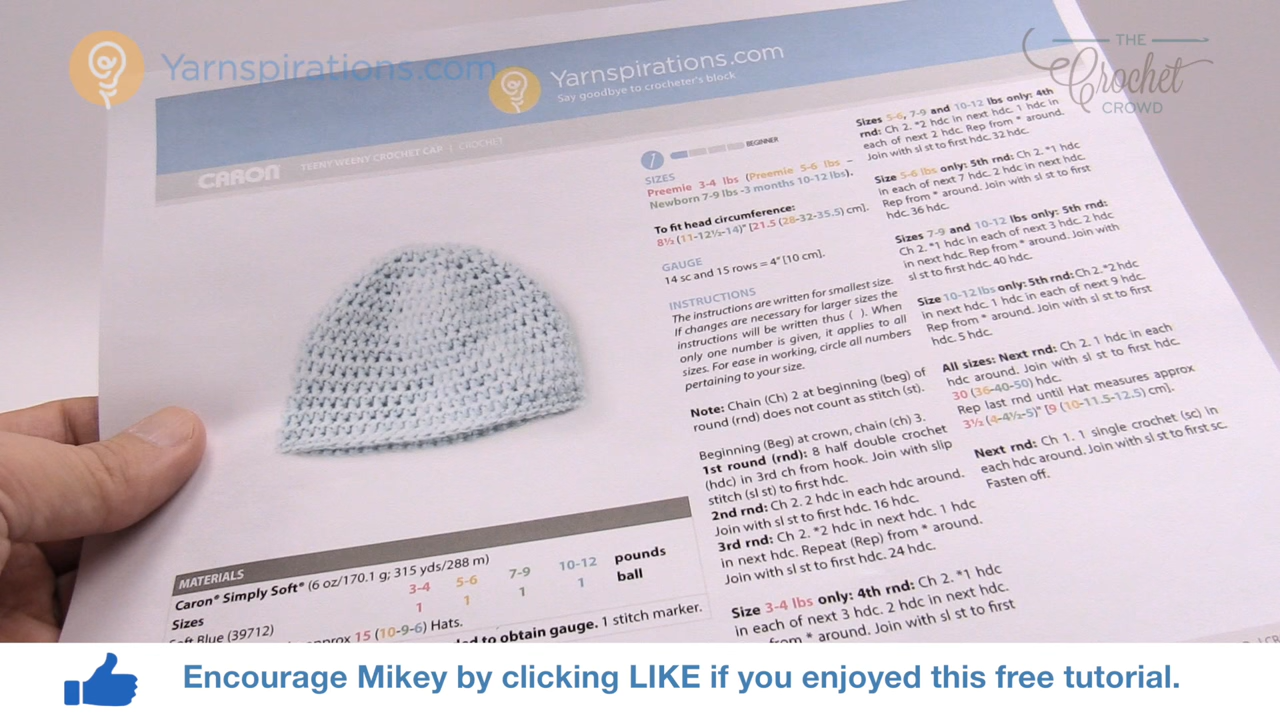 Yarnspirations.com
THE
Crochet
CROWD
Yarnspirations.com
Say goodbye to crocheter's block
CARON
TEENY WEENY CROCHET CAP | CROCHET
1
BEGINNER
SIZES
Preemie 3-4 lbs (Preemie 5-6 lbs –
Newborn 7-9 lbs -3 months 10-12 lbs).
To fit head circumference:
8½ (11-12½-14)" [21.5 (28-32-35.5) cm].
GAUGE
14 sc and 15 rows = 4" [10 cm].
INSTRUCTIONS
The instructions are written for smallest size.
If changes are necessary for larger sizes the
instructions will be written thus ( ). When
only one number is given, it applies to all
sizes. For ease in working, circle all numbers
pertaining to your size.
Note: Chain (Ch) 2 at beginning (beg) of
round (rnd) does not count as stitch (st).
Beginning (Beg) at crown, chain (ch) 3.
1st round (rnd): 8 half double crochet
(hdc) in 3rd ch from hook. Join with slip
stitch (sl st) to first hdc.
2nd rnd: Ch 2. 2 hdc in each hdc around.
Join with sl st to first hdc. 16 hdc.
3rd rnd: Ch 2. *2 hdc in next hdc. 1 hdc
in next hdc. Repeat (Rep) from * around.
Join with sl st to first hdc. 24 hdc.
Size 3-4 lbs only: 4th rnd: Ch 2. *1 hdc
in each of next 3 hdc. 2 hdc in next hdc.
from * around. Join with sl st to first
Sizes 5-6, 7-9 and 10-12 lbs only: 4th
rnd: Ch 2. *2 hdc in next hdc. 1 hdc in
each of next 2 hdc. Rep from * around.
Join with sl st to first hdc. 32 hdc.
Size 5-6 lbs only: 5th rnd: Ch 2. *1 hdc
in each of next 7 hdc. 2 hdc in next hdc.
Rep from * around. Join with sl st to first
hdc. 36 hdc.
Sizes 7-9 and 10-12 lbs only: 5th rnd:
Ch 2. *1 hdc in each of next 3 hdc. 2 hdc
in next hdc. Rep from * around. Join with
sl st to first hdc. 40 hdc.
Size 10-12 lbs only: 5th rnd: Ch 2. *2 hdc
in next hdc. 1 hdc in each of next 9 hdc.
Rep from * around. Join with sl st to first
hdc. 5 hdc.
All sizes: Next rnd: Ch 2. 1 hdc in each
hdc around. Join with sl st to first hdc.
30 (36-40-50) hdc.
Rep last rnd until Hat measures approx
3½ (4-4½-5)" [9 (10-11.5-12.5) cm].
Next rnd: Ch 1. 1 single crochet (sc) in
each hdc around. Join with sl st to first sc.
Fasten off.
MATERIALS
Caron® Simply Soft® (6 oz/170.1 g; 315 yds/288 m)
Sizes 3-4 5-6 7-9 10-12 pounds
Soft Blue (39712) 1 1 1 1 ball
approx 15 (10-9-6) Hats.
to obtain gauge. 1 stitch marker.
Encourage Mikey by clicking LIKE if you enjoyed this free tutorial.